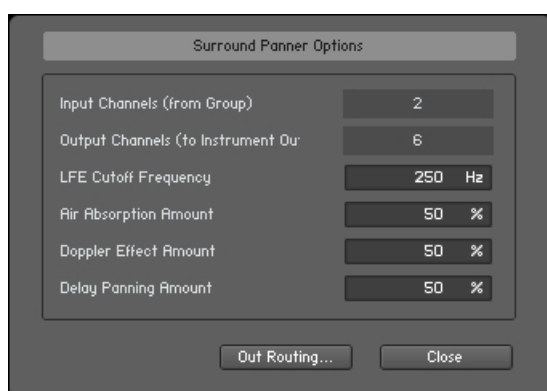 Surround Panner Options
Input Channels (from Group) 2
Output Channels (to Instrument Ou 6
LFE Cutoff Frequency 250 Hz
Air Absorption Amount 50 %
Doppler Effect Amount 50 %
Delay Panning Amount 50 %
Out Routing... Close